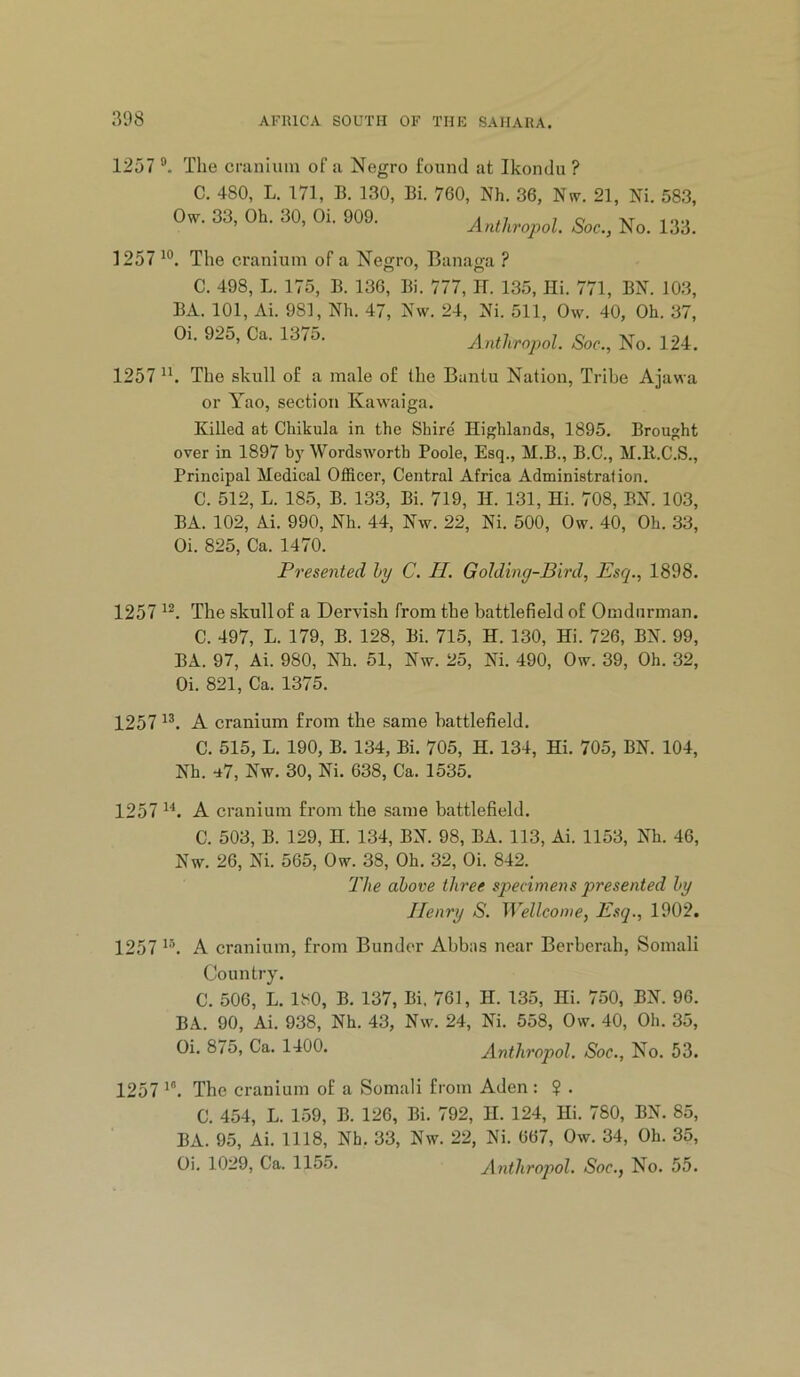 398 AFRICA SOUTH OF THE SAHARA.
1257⁹. The cranium of a Negro found at Ikondu?
C. 480, L. 171, B. 130, Bi. 760, Nh. 36, Nw. 21, Ni. 583,
Ow. 33, Oh. 30, Oi. 909. Anthropol. Soc., No. 133.
1257¹⁰. The cranium of a Negro, Banaga?
C. 498, L. 175, B. 136, Bi. 777, H. 135, Hi. 771, BN. 103,
BA. 101, Ai. 981, Nh. 47, Nw. 24, Ni. 511, Ow. 40, Oh. 37,
Oi. 925, Ca. 1375. Anthropol. Soc., No. 124.
1257¹¹. The skull of a male of the Bantu Nation, Tribe Ajawa
or Yao, section Kawaiga.
Killed at Chikula in the Shiré Highlands, 1895. Brought
over in 1897 by Wordsworth Poole, Esq., M.B., B.C., M.R.C.S.,
Principal Medical Officer, Central Africa Administration.
C. 512, L. 185, B. 133, Bi. 719, H. 131, Hi. 708, BN. 103,
BA. 102, Ai. 990, Nh. 44, Nw. 22, Ni. 500, Ow. 40, Oh. 33,
Oi. 825, Ca. 1470.
Presented by C. H. Golding-Bird, Esq., 1898.
1257¹². The skull of a Dervish from the battlefield of Omdurman.
C. 497, L. 179, B. 128, Bi. 715, H. 130, Hi. 726, BN. 99,
BA. 97, Ai. 980, Nh. 51, Nw. 25, Ni. 490, Ow. 39, Oh. 32,
Oi. 821, Ca. 1375.
1257¹³. A cranium from the same battlefield.
C. 515, L. 190, B. 134, Bi. 705, H. 134, Hi. 705, BN. 104,
Nh. 47, Nw. 30, Ni. 638, Ca. 1535.
1257¹⁴. A cranium from the same battlefield.
C. 503, B. 129, H. 134, BN. 98, BA. 113, Ai. 1153, Nh. 46,
Nw. 26, Ni. 565, Ow. 38, Oh. 32, Oi. 842.
The above three specimens presented by
Henry S. Wellcome, Esq., 1902.
1257¹⁵. A cranium, from Bunder Abbas near Berberah, Somali
Country.
C. 506, L. 180, B. 137, Bi. 761, H. 135, Hi. 750, BN. 96.
BA. 90, Ai. 938, Nh. 43, Nw. 24, Ni. 558, Ow. 40, Oh. 35,
Oi. 875, Ca. 1400. Anthropol. Soc., No. 53.
1257¹⁶. The cranium of a Somali from Aden: ♀.
C. 454, L. 159, B. 126, Bi. 792, H. 124, Hi. 780, BN. 85,
BA. 95, Ai. 1118, Nh. 33, Nw. 22, Ni. 667, Ow. 34, Oh. 35,
Oi. 1029, Ca. 1155. Anthropol. Soc., No. 55.